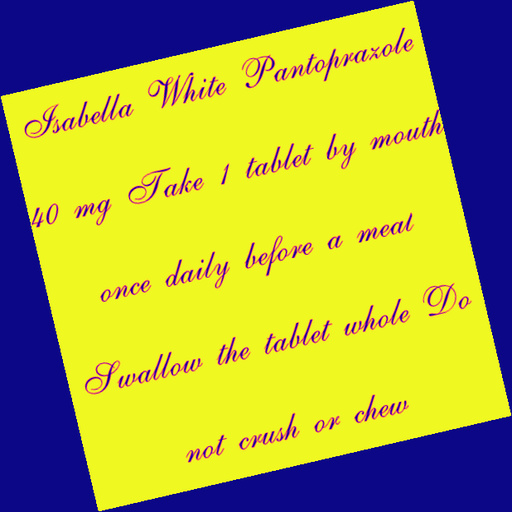 Isabella White Pantoprazole
40 mg Take 1 tablet by mouth
once daily before a meal
Swallow the tablet whole Do
not crush or chew